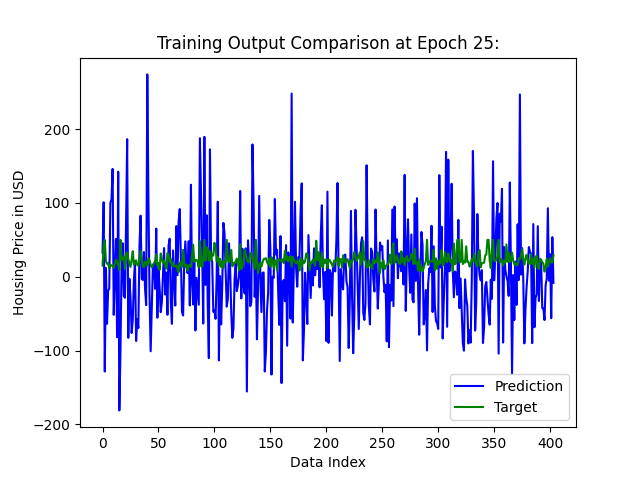 Training Output Comparison at Epoch 25:
Housing Price in USD
200
100
0
−100
−200
0 50 100 150 200 250 300 350 400
Data Index
Prediction
Target